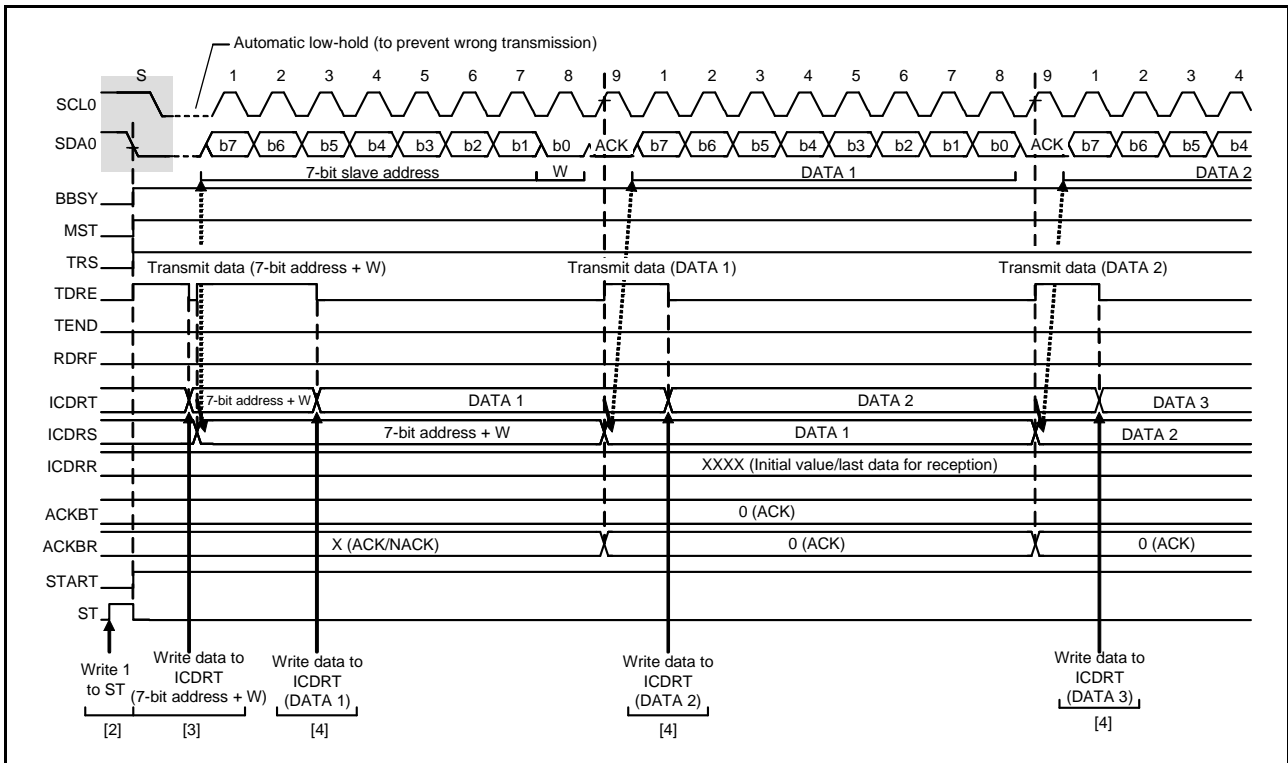 Automatic low-hold (to prevent wrong transmission)
S 1 2 3 4 5 6 7 8 9 1 2 3 4 5 6 7 8 9 1 2 3 4
SCL0
SDA0 b7 b6 b5 b4 b3 b2 b1 b0 ACK b7 b6 b5 b4 b3 b2 b1 b0 ACK b7 b6 b5 b4
7-bit slave address W DATA 1 DATA 2
BBSY
MST
TRS
Transmit data (7-bit address + W) Transmit data (DATA 1) Transmit data (DATA 2)
TDRE
TEND
RDRF
ICDRT 7-bit address + W DATA 1 DATA 2 DATA 3
ICDRS 7-bit address + W DATA 1 DATA 2
ICDRR XXXX (Initial value/last data for reception)
ACKBT 0 (ACK)
ACKBR X (ACK/NACK) 0 (ACK) 0 (ACK)
START
ST
Write 1
to ST
Write data to
ICDRT
(7-bit address + W)
Write data to
ICDRT
(DATA 1)
Write data to
ICDRT
(DATA 2)
Write data to
ICDRT
(DATA 3)
[2] [3] [4] [4] [4]